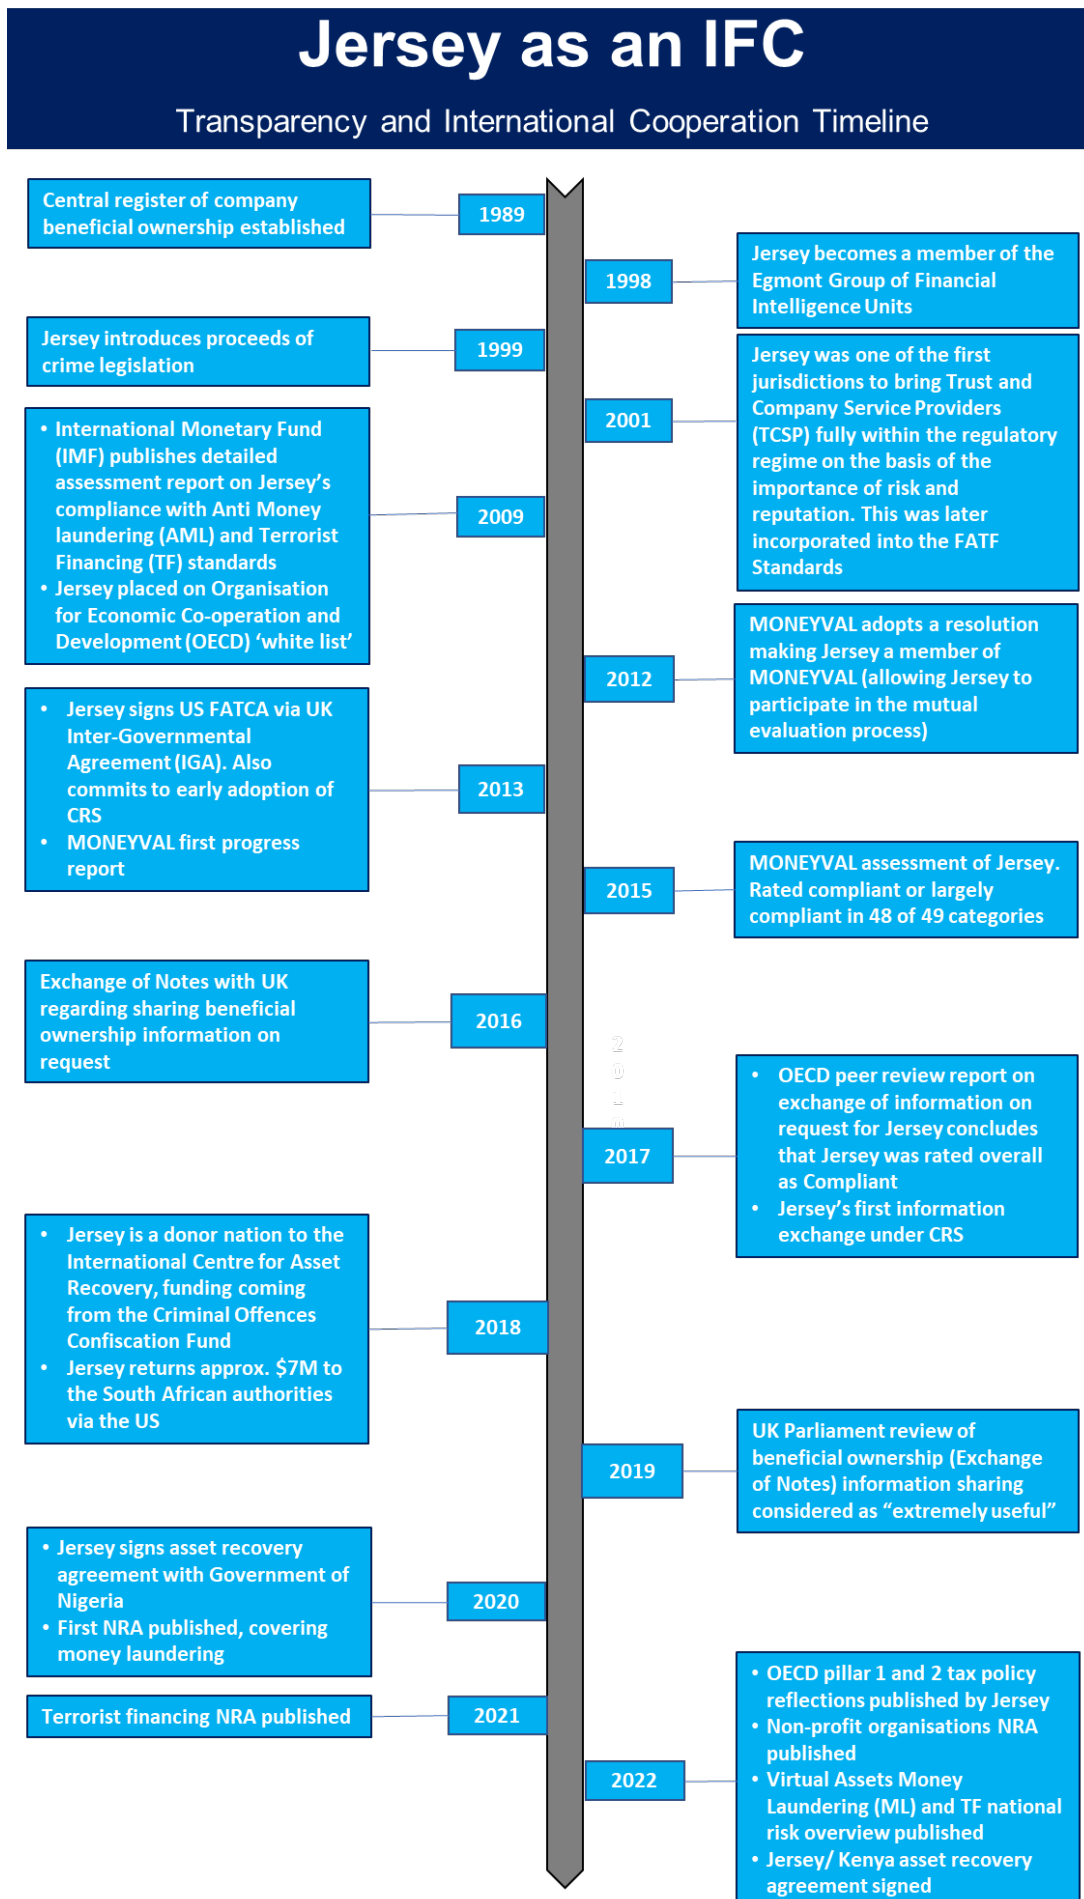 Jersey as an IFC
Transparency and International Cooperation Timeline
Central register of company
beneficial ownership established
1989
1998
Jersey becomes a member of the
Egmont Group of Financial
Intelligence Units
Jersey introduces proceeds of
crime legislation
1999
2001
Jersey was one of the first
jurisdictions to bring Trust and
Company Service Providers
(TCSP) fully within the regulatory
regime on the basis of the
importance of risk and
reputation. This was later
incorporated into the FATF
Standards
• International Monetary Fund
(IMF) publishes detailed
assessment report on Jersey’s
compliance with Anti Money
laundering (AML) and Terrorist
Financing (TF) standards
• Jersey placed on Organisation
for Economic Co-operation and
Development (OECD) ‘white list’
2009
2012
MONEYVAL adopts a resolution
making Jersey a member of
MONEYVAL (allowing Jersey to
participate in the mutual
evaluation process)
• Jersey signs US FATCA via UK
Inter-Governmental
Agreement (IGA). Also
commits to early adoption of
CRS
• MONEYVAL first progress
report
2013
2015
MONEYVAL assessment of Jersey.
Rated compliant or largely
compliant in 48 of 49 categories
Exchange of Notes with UK
regarding sharing beneficial
ownership information on
request
2016
2017
• OECD peer review report on
exchange of information on
request for Jersey concludes
that Jersey was rated overall
as Compliant
• Jersey’s first information
exchange under CRS
• Jersey is a donor nation to the
International Centre for Asset
Recovery, funding coming
from the Criminal Offences
Confiscation Fund
• Jersey returns approx. $7M to
the South African authorities
via the US
2018
2019
UK Parliament review of
beneficial ownership (Exchange
of Notes) information sharing
considered as “extremely useful”
• Jersey signs asset recovery
agreement with Government of
Nigeria
• First NRA published, covering
money laundering
2020
Terrorist financing NRA published
2021
2022
• OECD pillar 1 and 2 tax policy
reflections published by Jersey
• Non-profit organisations NRA
published
• Virtual Assets Money
Laundering (ML) and TF national
risk overview published
• Jersey/ Kenya asset recovery
agreement signed